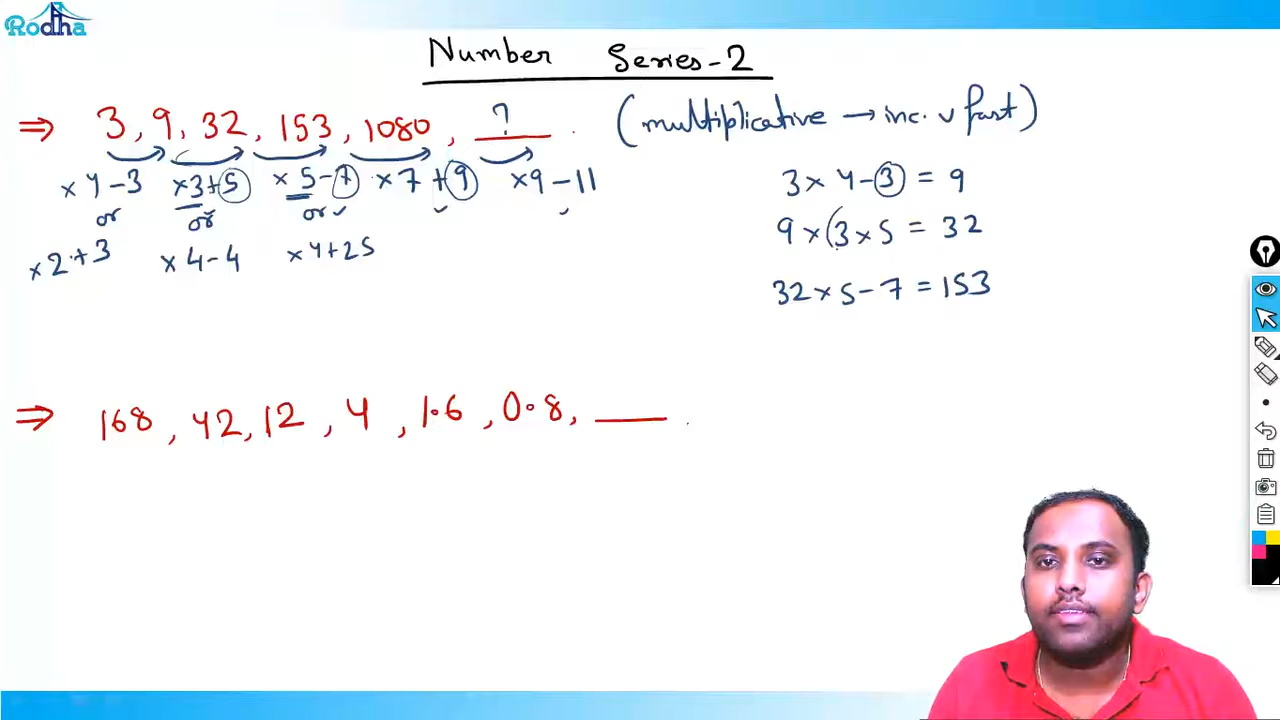 Rodha
Number Series-2
⇒ 3, 9, 32, 153, 1080, ? (multiplicative → inc. v fast)
×4-3 ×3+5 ×5-7 ×7+9 ×9-11
or or or
×2+3 ×4-4 ×4+25
3×4-3=9
9×(3×5=32
32×5-7=153
⇒ 168, 42, 12, 4, 1.6, 0.8, ___